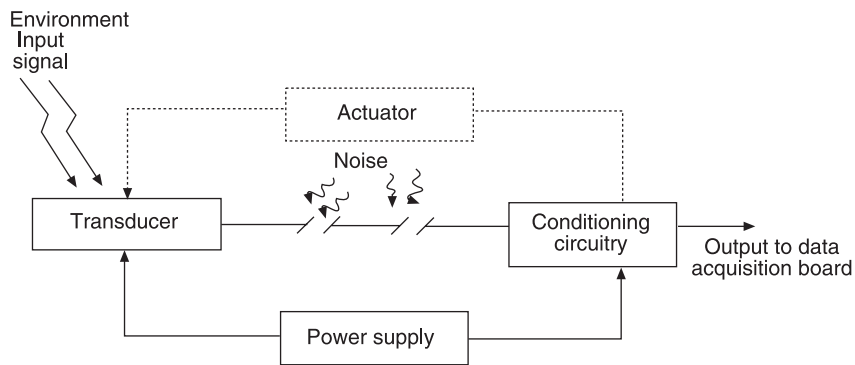 Environment
Input
signal
Actuator
Noise
Transducer
Conditioning
circuitry
Output to data
acquisition board
Power supply